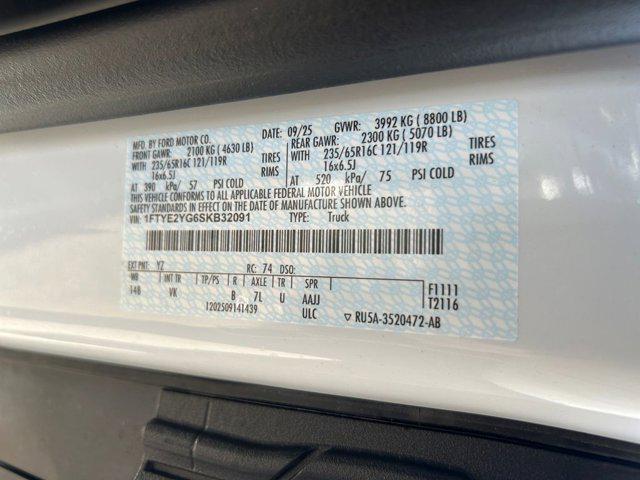 MFD. BY FORD MOTOR CO. DATE: 09/25 GVWR: 3992 KG ( 8800 LB)
FRONT GAWR: 2100 KG ( 4630 LB) REAR GAWR: 2300 KG ( 5070 LB)
WITH 235/65R16C 121/119R TIRES WITH 235/65R16C 121/119R TIRES
16x6.5J RIMS 16x6.5J RIMS
AT 390 kPa/ 57 PSI COLD AT 520 kPa/ 75 PSI COLD
THIS VEHICLE CONFORMS TO ALL APPLICABLE FEDERAL MOTOR VEHICLE
SAFETY STANDARDS IN EFFECT ON THE DATE OF MANUFACTURE SHOWN ABOVE.
VIN: 1FTYE2YG6SKB32091 TYPE: Truck
EXT PNT: YZ RC: 74 DSO:
WB INT TR TP/PS R AXLE TR SPR F1111
148 VK B 7L U AAJJ T2116
1202509141439 ULC ▽ RU5A-3520472-AB